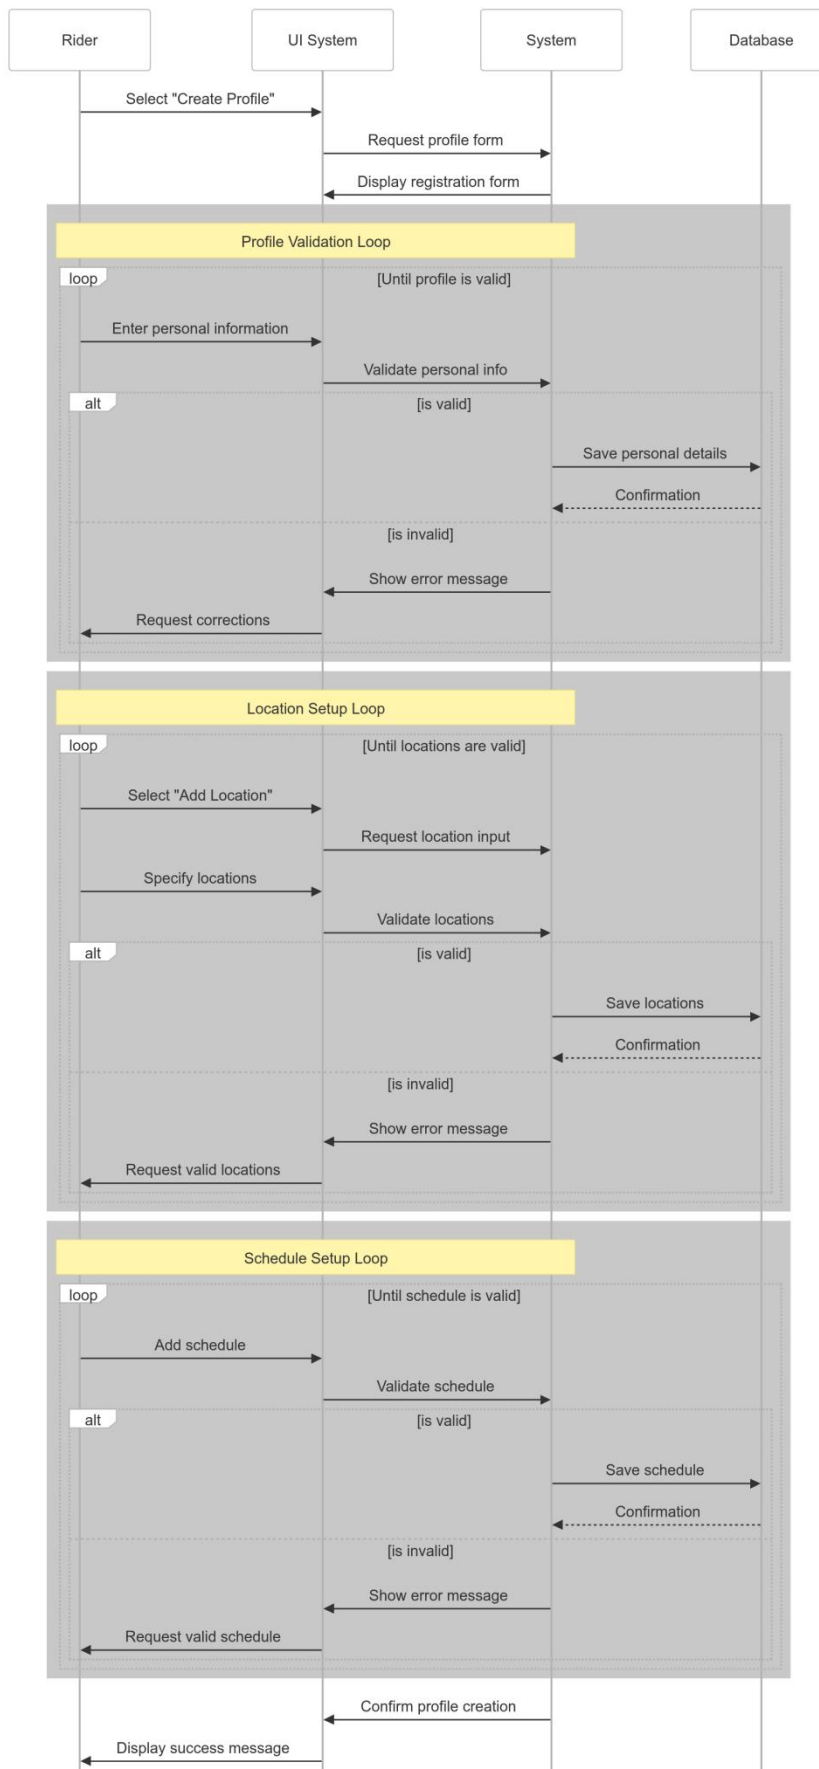 Rider
UI System
System
Database
Select "Create Profile"
Request profile form
Display registration form
Profile Validation Loop
loop
[Until profile is valid]
Enter personal information
Validate personal info
alt
[is valid]
Save personal details
Confirmation
[is invalid]
Show error message
Request corrections
Location Setup Loop
loop
[Until locations are valid]
Select "Add Location"
Request location input
Specify locations
Validate locations
alt
[is valid]
Save locations
Confirmation
[is invalid]
Show error message
Request valid locations
Schedule Setup Loop
loop
[Until schedule is valid]
Add schedule
Validate schedule
alt
[is valid]
Save schedule
Confirmation
[is invalid]
Show error message
Request valid schedule
Confirm profile creation
Display success message